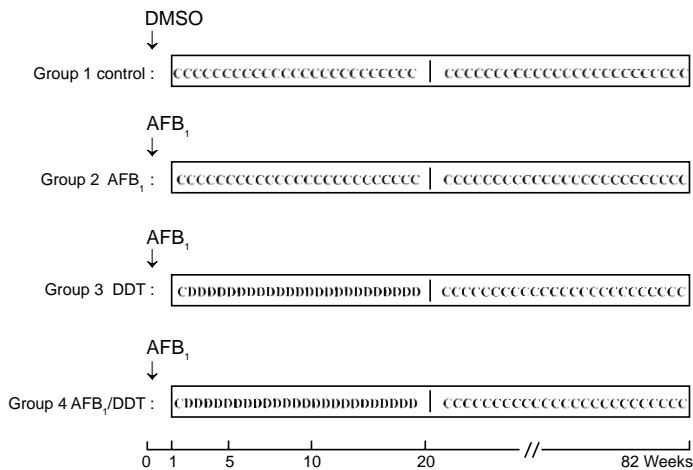 DMSO
↓
Group 1 control : CCCCCCCCCCCCCCCCCCCCCCCCC | CCCCCCCCCCCCCCCCCCCCCCCCC
AFB₁
↓
Group 2 AFB₁ : CCCCCCCCCCCCCCCCCCCCCCCCC | CCCCCCCCCCCCCCCCCCCCCCCCC
AFB₁
↓
Group 3 DDT : CDDDDDDDDDDDDDDDDDDDDDDDD | CCCCCCCCCCCCCCCCCCCCCCCCC
AFB₁
↓
Group 4 AFB₁/DDT : CDDDDDDDDDDDDDDDDDDDDDDDD | CCCCCCCCCCCCCCCCCCCCCCCCC
0 1 5 10 20 // 82 Weeks